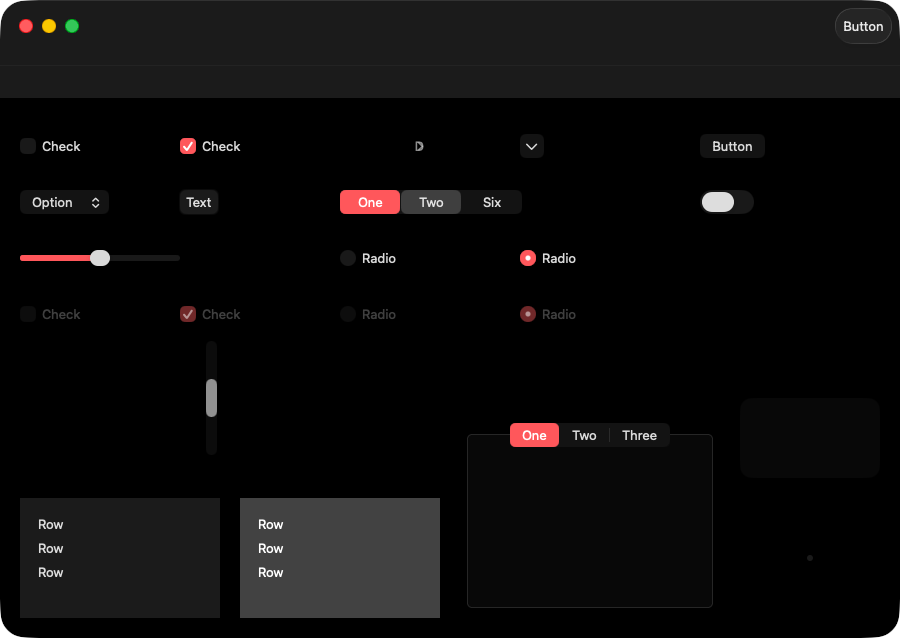 Button
Check
Check
Button
Option
Text
One
Two
Six
Radio
Radio
Check
Check
Radio
Radio
One
Two
Three
Row
Row
Row
Row
Row
Row